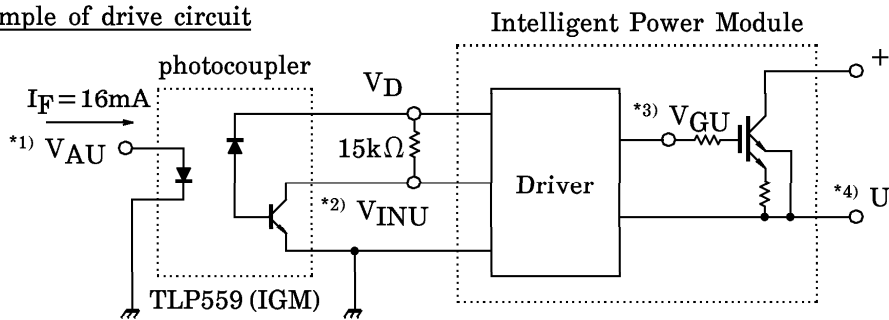 mple of drive circuit
Intelligent Power Module
photocoupler
+
VD
IF = 16mA
*3) VGU
*1) VAU
15kΩ
Driver
*2) VINU
*4) U
TLP559 (IGM)